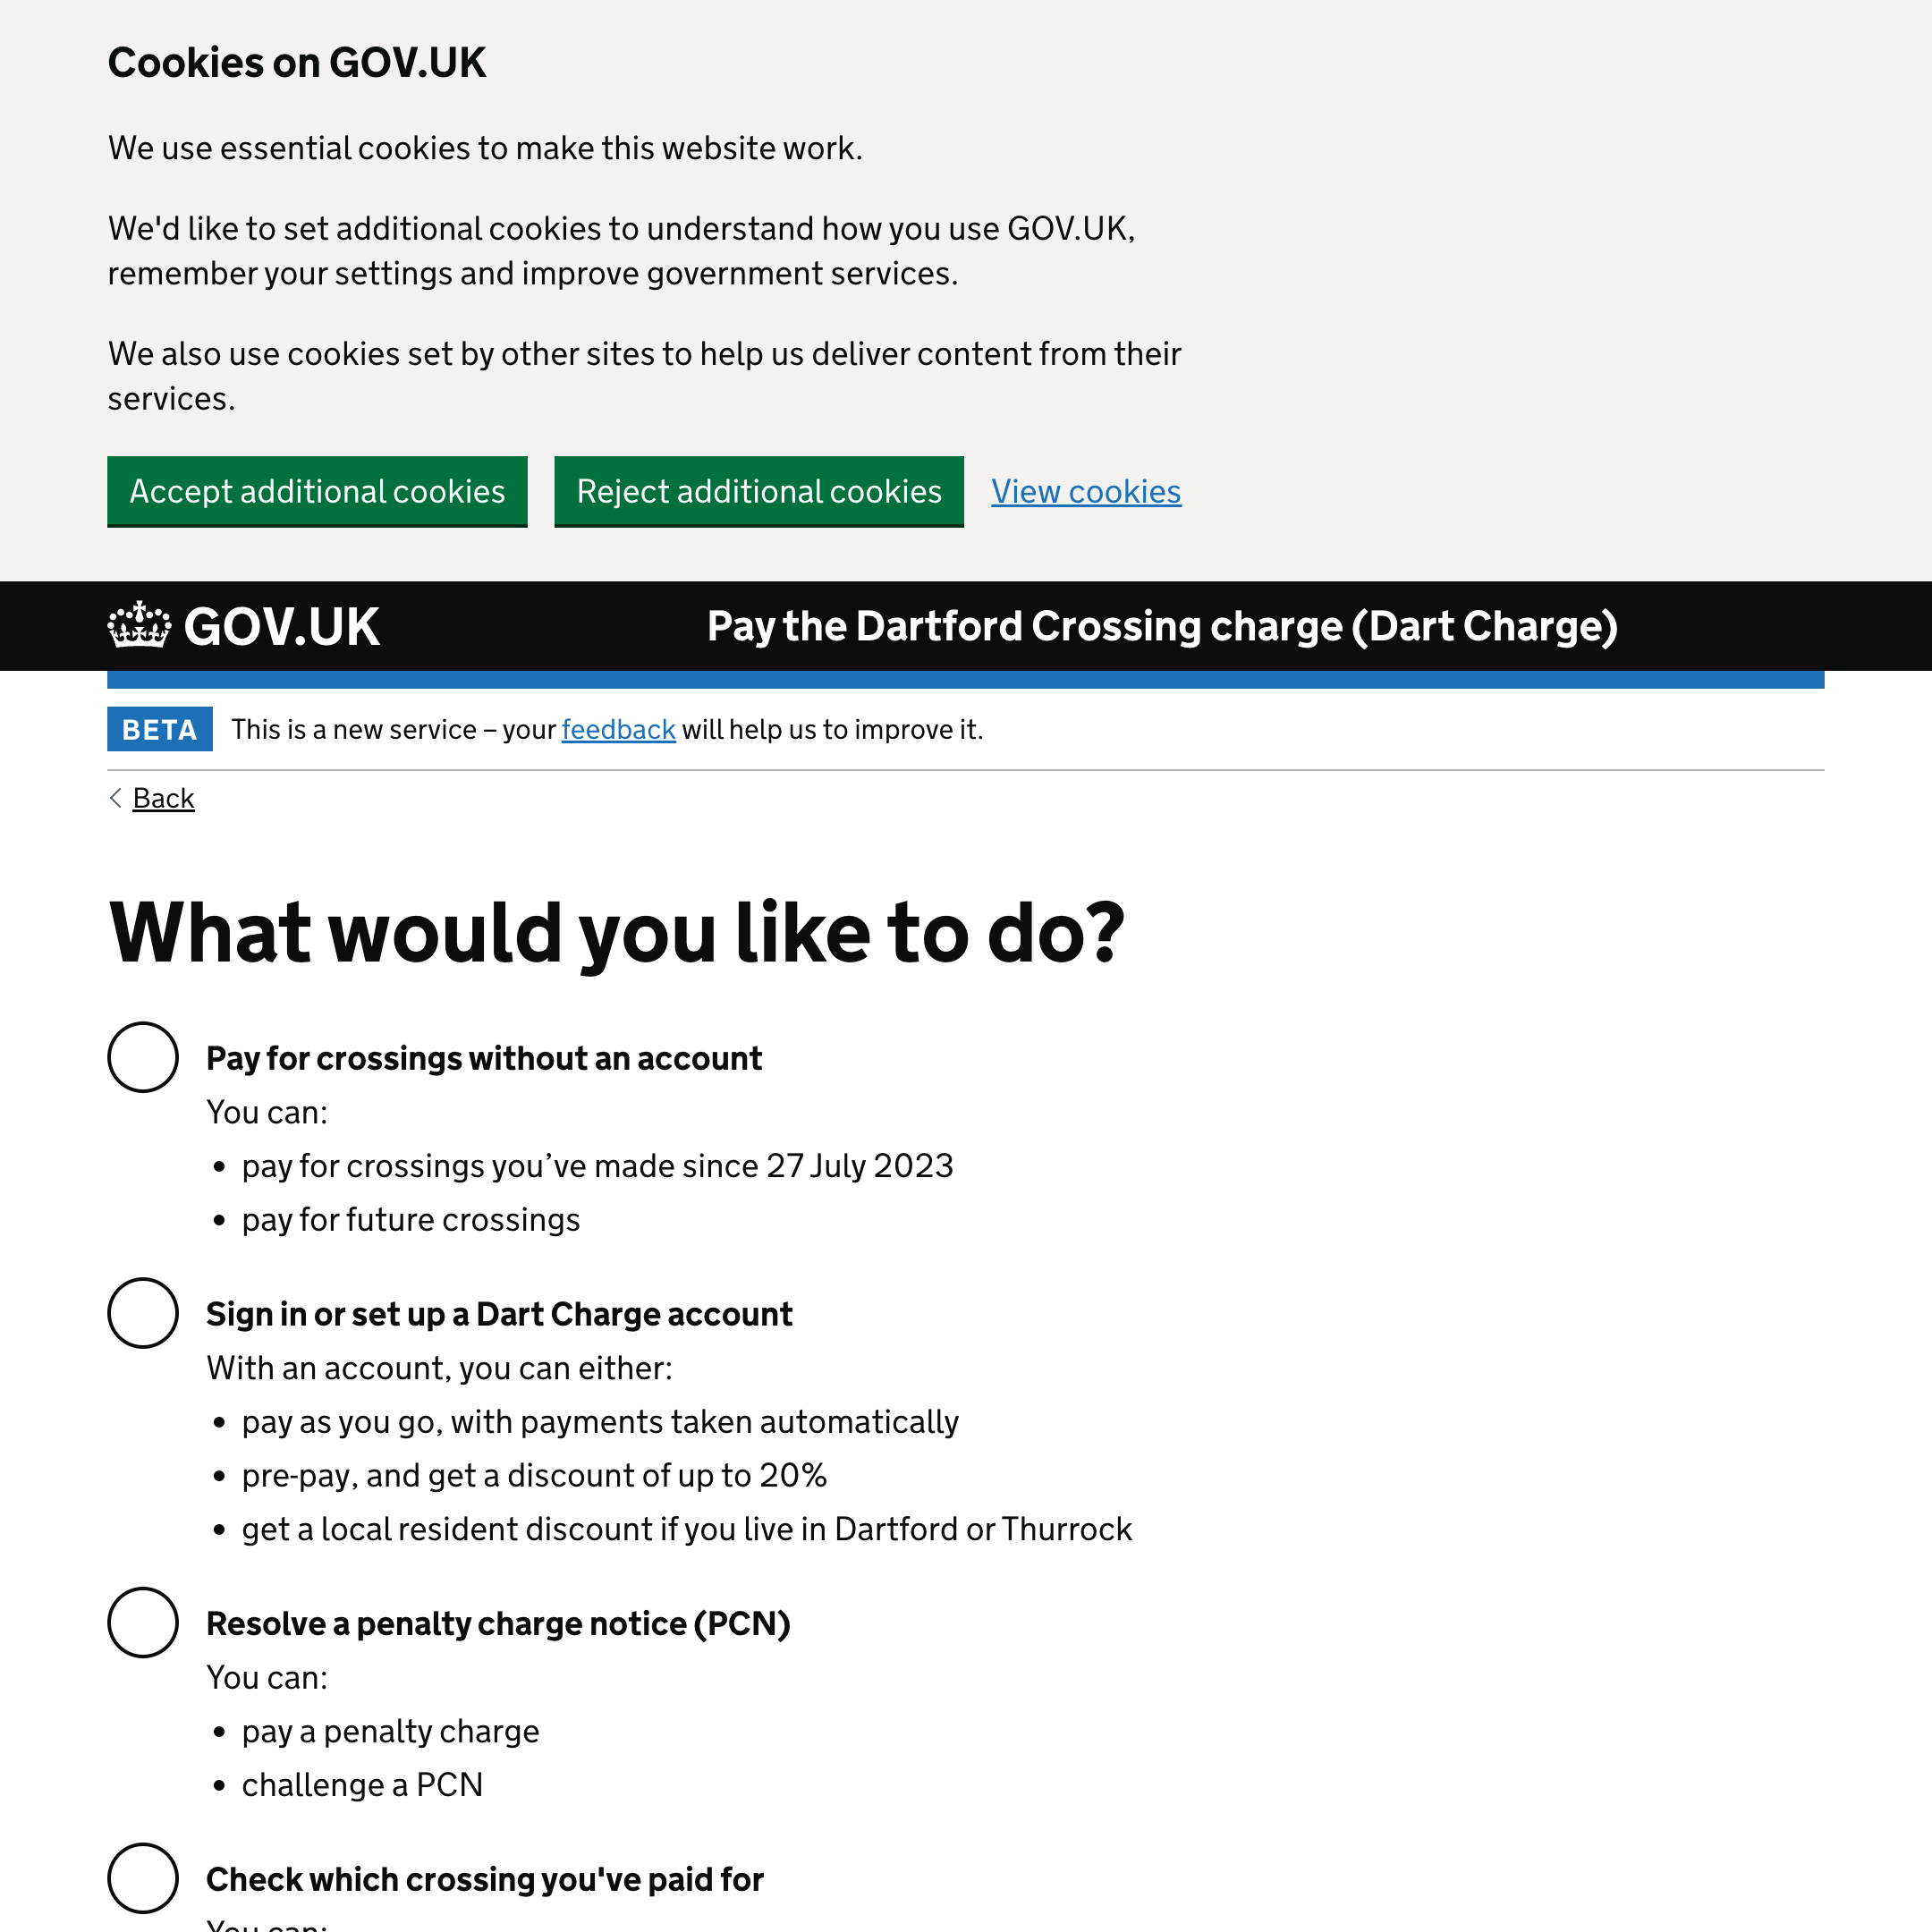 Cookies on GOV.UK
We use essential cookies to make this website work.
We'd like to set additional cookies to understand how you use GOV.UK,
remember your settings and improve government services.
We also use cookies set by other sites to help us deliver content from their
services.
Accept additional cookies Reject additional cookies View cookies
GOV.UK Pay the Dartford Crossing charge (Dart Charge)
BETA This is a new service – your feedback will help us to improve it.
Back
What would you like to do?
Pay for crossings without an account
You can:
• pay for crossings you’ve made since 27 July 2023
• pay for future crossings
Sign in or set up a Dart Charge account
With an account, you can either:
• pay as you go, with payments taken automatically
• pre-pay, and get a discount of up to 20%
• get a local resident discount if you live in Dartford or Thurrock
Resolve a penalty charge notice (PCN)
You can:
• pay a penalty charge
• challenge a PCN
Check which crossing you've paid for
You can: